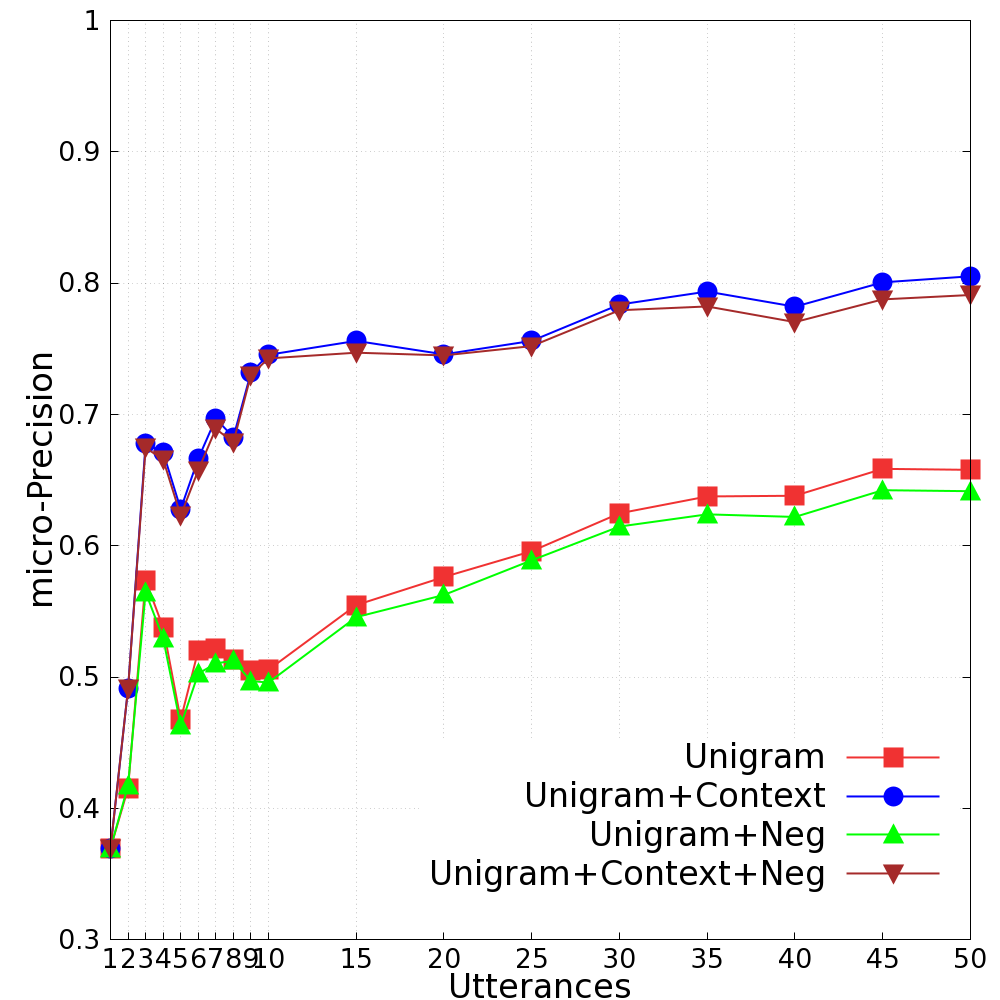 1
0.9
0.8
0.7
0.6
0.5
0.4
0.3
micro-Precision
Unigram
Unigram+Context
Unigram+Neg
Unigram+Context+Neg
1 2 3 4 5 6 7 8 9 10 15 20 25 30 35 40 45 50
Utterances